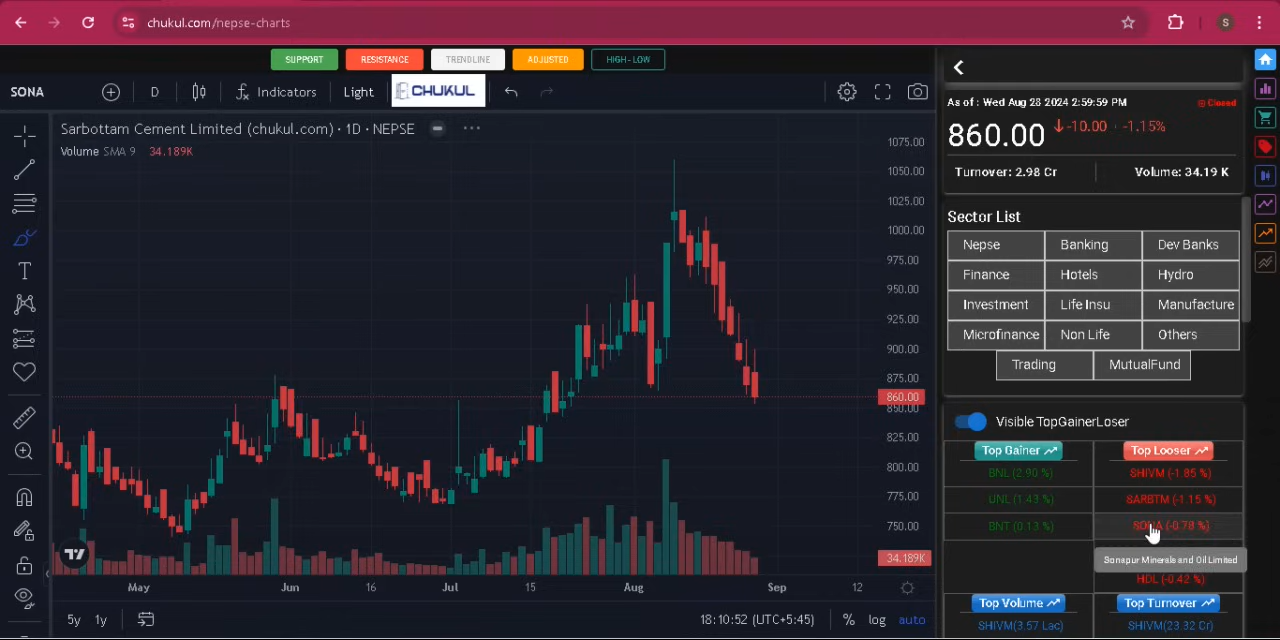 chukul.com/nepse-charts
S
SUPPORT
RESISTANCE
TRENDLINE
ADJUSTED
HIGH-LOW
SONA
D
Indicators
Light
CHUKUL
Sarbottam Cement Limited (chukul.com) · 1D · NEPSE
Volume SMA 9 34.189K
1075.00
1050.00
1025.00
1000.00
975.00
950.00
925.00
900.00
875.00
860.00
850.00
825.00
800.00
775.00
750.00
34.189K
May
Jun
16
Jul
15
Aug
Sep
12
5y
1y
18:10:52 (UTC+5:45)
%
log
auto
As of : Wed Aug 28 2024 2:59:59 PM
Closed
860.00
-10.00 · -1.15%
Turnover: 2.98 Cr
Volume: 34.19 K
Sector List
Nepse
Banking
Dev Banks
Finance
Hotels
Hydro
Investment
Life Insu
Manufacture
Microfinance
Non Life
Others
Trading
MutualFund
Visible TopGainerLoser
Top Gainer
Top Looser
BNL (2.90 %)
SHIVM (-1.85 %)
UNL (1.43 %)
SARBTM (-1.15 %)
BNT (0.13 %)
SONA (-0.78 %)
Sonapur Minerals and Oil Limited
HDL (-0.42 %)
Top Volume
Top Turnover
SHIVM(3.57 Lac)
SHIVM(23.32 Cr)